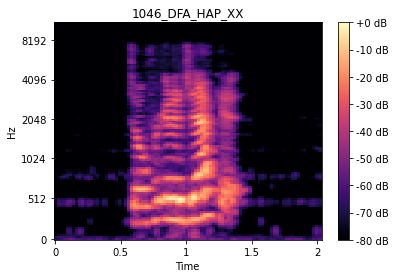 1046_DFA_HAP_XX
8192
4096
2048
1024
512
0
Hz
0
0.5
1
1.5
2
Time
+0 dB
-10 dB
-20 dB
-30 dB
-40 dB
-50 dB
-60 dB
-70 dB
-80 dB